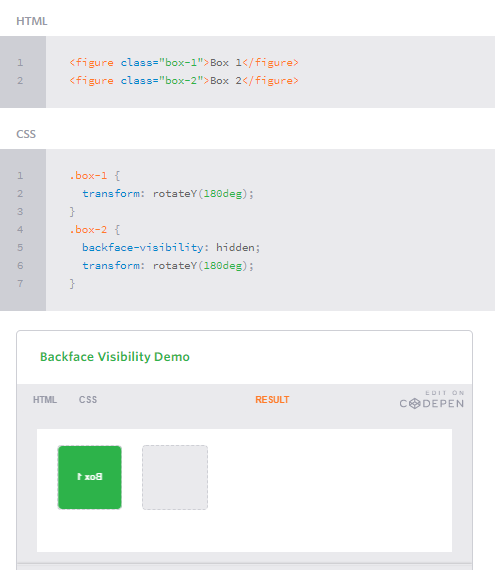 HTML
1 <figure class="box-1">Box 1</figure>
2 <figure class="box-2">Box 2</figure>
CSS
1 .box-1 {
2   transform: rotateY(180deg);
3 }
4 .box-2 {
5   backface-visibility: hidden;
6   transform: rotateY(180deg);
7 }
Backface Visibility Demo
HTML CSS RESULT EDIT ON
CODEPEN
Box 1